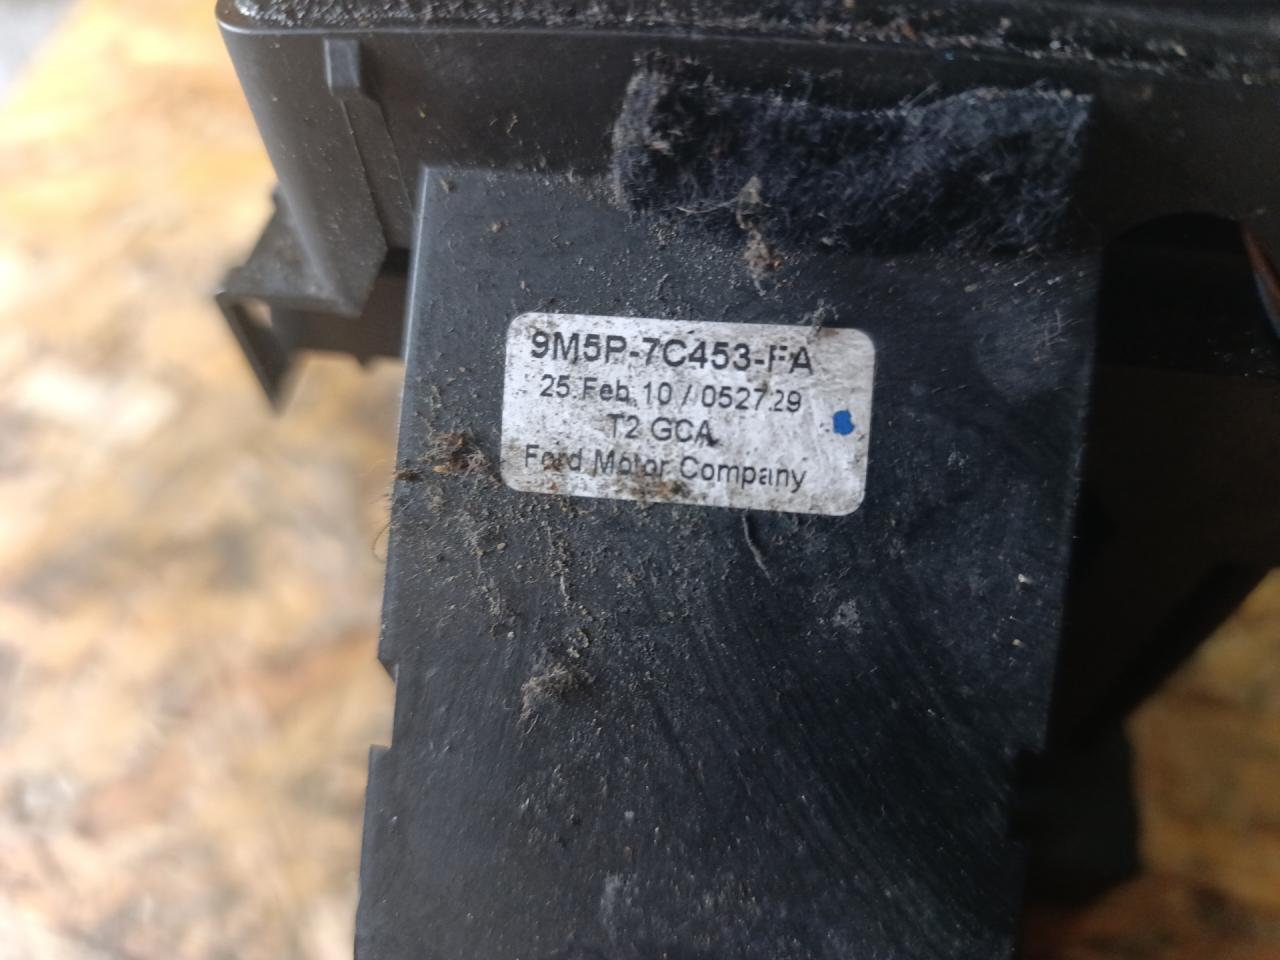 9M5P-7C453-FA
25 Feb 10 / 052729
T2 GCA
Ford Motor Company